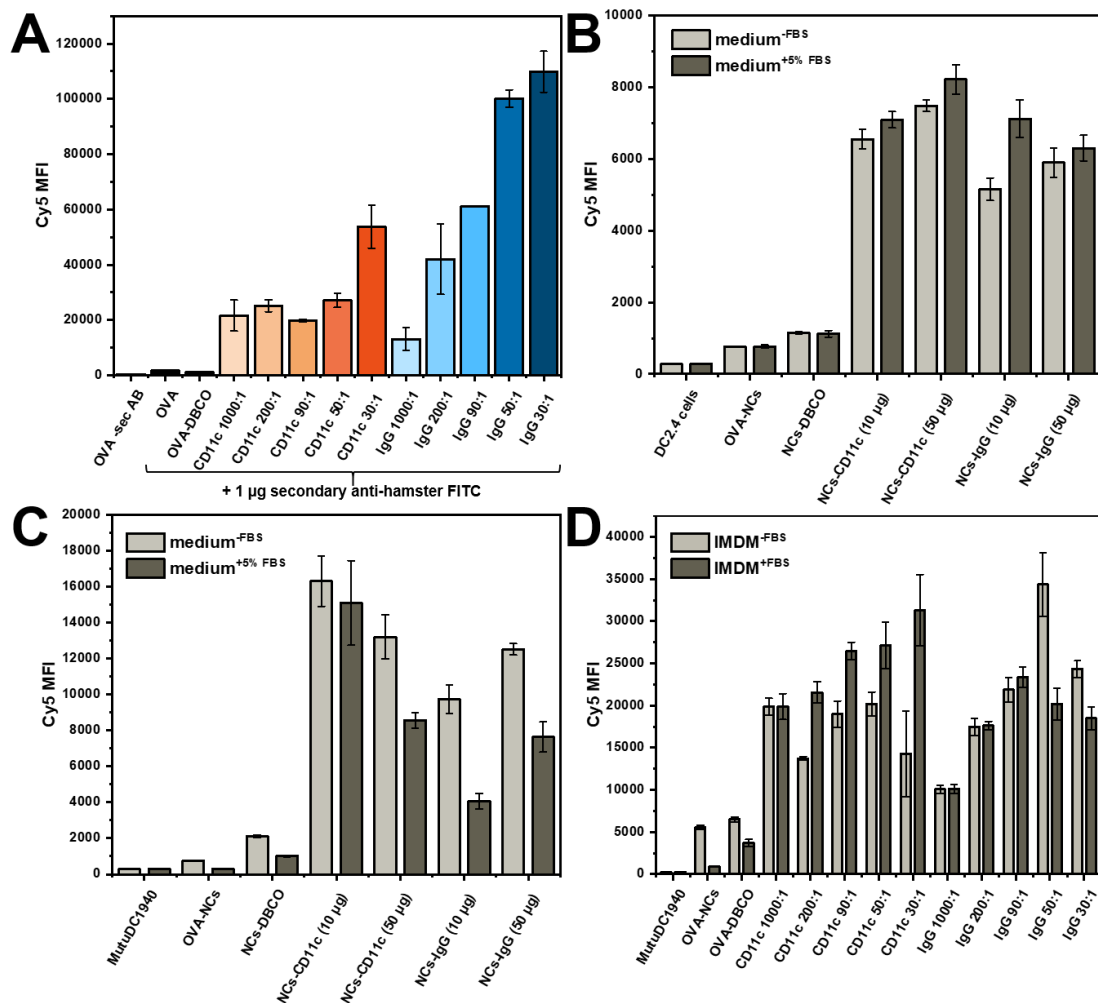 A
Cy5 MFI
120000
100000
80000
60000
40000
20000
0
OVA -sec AB
OVA
OVA-DBCO
CD11c 1000:1
CD11c 200:1
CD11c 90:1
CD11c 50:1
CD11c 30:1
IgG 1000:1
IgG 200:1
IgG 90:1
IgG 50:1
IgG 30:1
+ 1 µg secondary anti-hamster FITC
B
medium-FBS
medium+5% FBS
Cy5 MFI
10000
8000
6000
4000
2000
0
DC2.4 cells
OVA-NCs
NCs-DBCO
NCs-CD11c (10 µg)
NCs-CD11c (50 µg)
NCs-IgG (10 µg)
NCs-IgG (50 µg)
C
medium-FBS
medium+5% FBS
Cy5 MFI
20000
18000
16000
14000
12000
10000
8000
6000
4000
2000
0
MutuDC1940
OVA-NCs
NCs-DBCO
NCs-CD11c (10 µg)
NCs-CD11c (50 µg)
NCs-IgG (10 µg)
NCs-IgG (50 µg)
D
IMDM-FBS
IMDM+FBS
Cy5 MFI
40000
35000
30000
25000
20000
15000
10000
5000
0
MutuDC1940
OVA-NCs
OVA-DBCO
CD11c 1000:1
CD11c 200:1
CD11c 90:1
CD11c 50:1
CD11c 30:1
IgG 1000:1
IgG 200:1
IgG 90:1
IgG 50:1
IgG 30:1